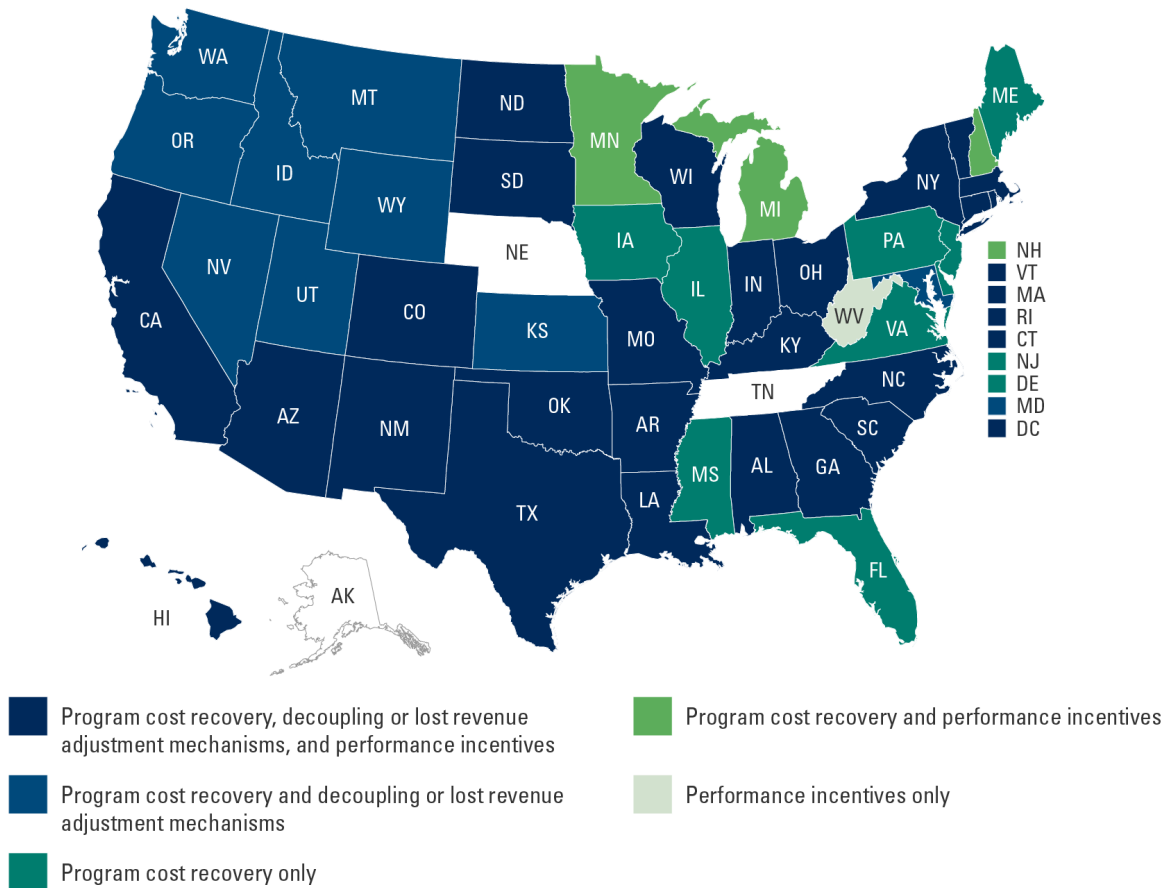 WA
MT
ND
ME
MN
OR
ID
SD
WI
NY
WY
MI
IA
PA
NE
NV
UT
IL
IN
OH
CO
WV
VA
CA
KS
MO
KY
NH
VT
MA
RI
CT
NJ
DE
MD
DC
NC
TN
OK
AZ
NM
AR
SC
MS
AL
GA
LA
TX
FL
HI
AK
Program cost recovery, decoupling or lost revenue
adjustment mechanisms, and performance incentives
Program cost recovery and decoupling or lost revenue
adjustment mechanisms
Program cost recovery only
Program cost recovery and performance incentives
Performance incentives only